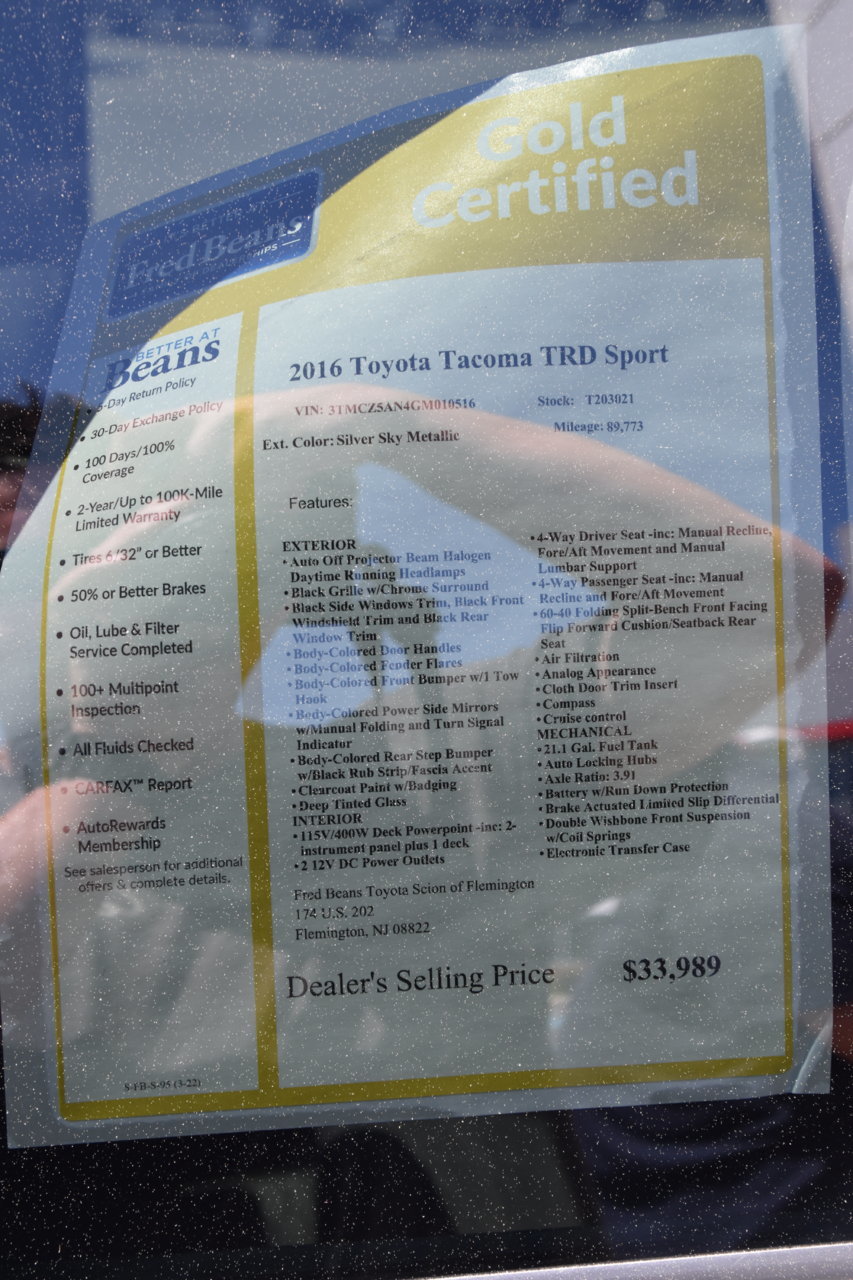 Gold
Certified
Fred Beans
BETTER AT
Beans
5-Day Return Policy
• 30-Day Exchange Policy
• 100 Days/100%
Coverage
• 2-Year/Up to 100K-Mile
Limited Warranty
• Tires 6/32" or Better
• 50% or Better Brakes
• Oil, Lube & Filter
Service Completed
• 100+ Multipoint
Inspection
• All Fluids Checked
• CARFAX™ Report
• AutoRewards
Membership
See salesperson for additional
offers & complete details.
S-FB-S-95 (3-22)
2016 Toyota Tacoma TRD Sport
VIN: 3TMCZ5AN4GM010516
Stock: T203021
Ext. Color: Silver Sky Metallic
Mileage: 89,773
Features:
EXTERIOR
• Auto Off Projector Beam Halogen
Daytime Running Headlamps
• Black Grille w/Chrome Surround
• Black Side Windows Trim, Black Front
Windshield Trim and Black Rear
Window Trim
• Body-Colored Door Handles
• Body-Colored Fender Flares
• Body-Colored Front Bumper w/1 Tow
Hook
• Body-Colored Power Side Mirrors
w/Manual Folding and Turn Signal
Indicator
• Body-Colored Rear Step Bumper
w/Black Rub Strip/Fascia Accent
• Clearcoat Paint w/Badging
• Deep Tinted Glass
INTERIOR
• 115V/400W Deck Powerpoint -inc: 2-
instrument panel plus 1 deck
• 2 12V DC Power Outlets
• 4-Way Driver Seat -inc: Manual Recline,
Fore/Aft Movement and Manual
Lumbar Support
• 4-Way Passenger Seat -inc: Manual
Recline and Fore/Aft Movement
• 60-40 Folding Split-Bench Front Facing
Flip Forward Cushion/Seatback Rear
Seat
• Air Filtration
• Analog Appearance
• Cloth Door Trim Insert
• Compass
• Cruise control
MECHANICAL
• 21.1 Gal. Fuel Tank
• Auto Locking Hubs
• Axle Ratio: 3.91
• Battery w/Run Down Protection
• Brake Actuated Limited Slip Differential
• Double Wishbone Front Suspension
w/Coil Springs
• Electronic Transfer Case
Fred Beans Toyota Scion of Flemington
174 U.S. 202
Flemington, NJ 08822
Dealer's Selling Price $33,989